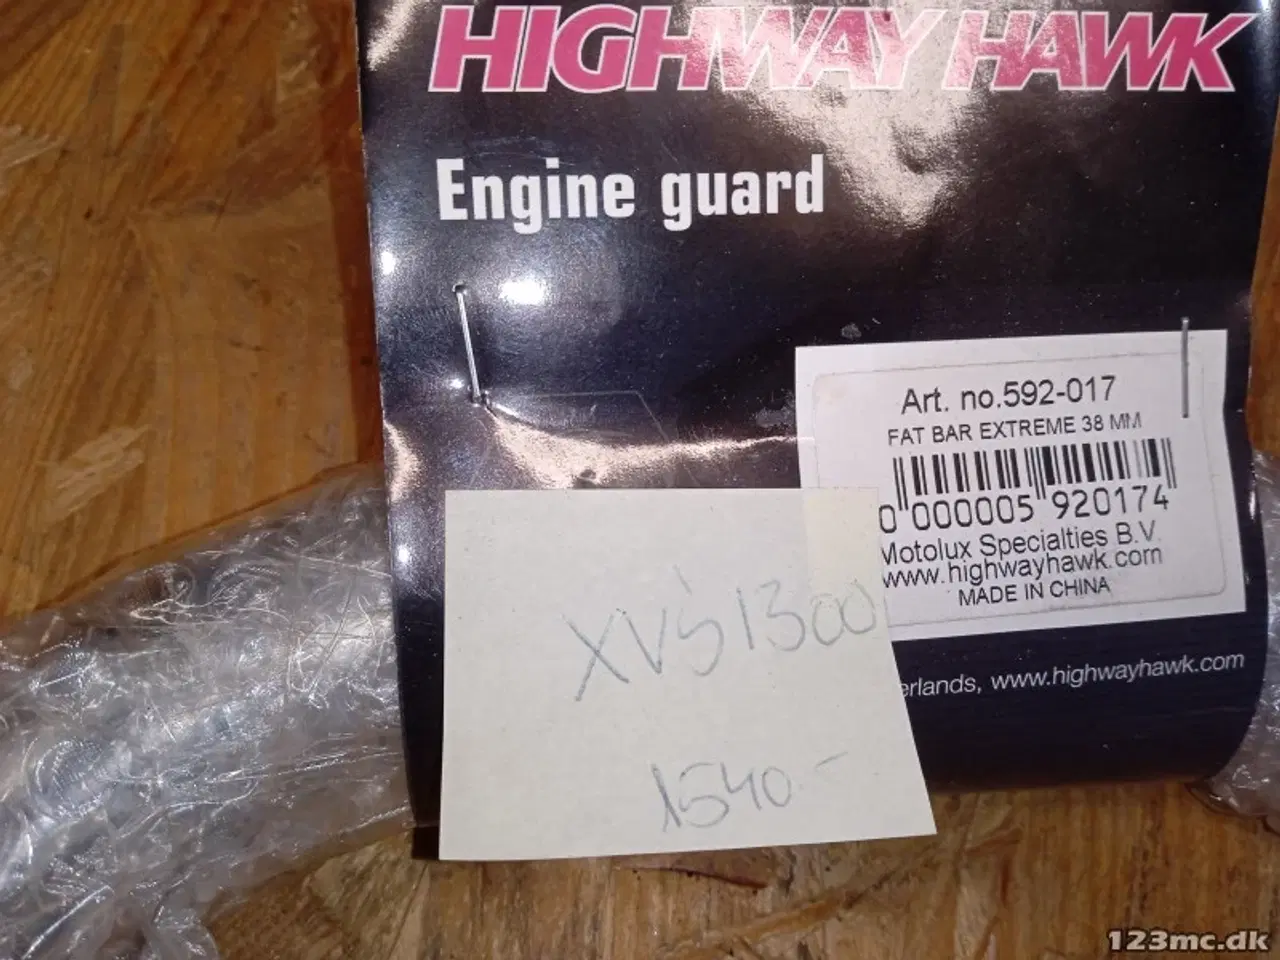 HIGHWAY HAWK
Engine guard
Art. no.592-017
FAT BAR EXTREME 38 MM
0 000005 920174
Motolux Specialties B.V.
www.highwayhawk.com
MADE IN CHINA
XVS1300
erlands, www.highwayhawk.com
1540.-
123mc.dk